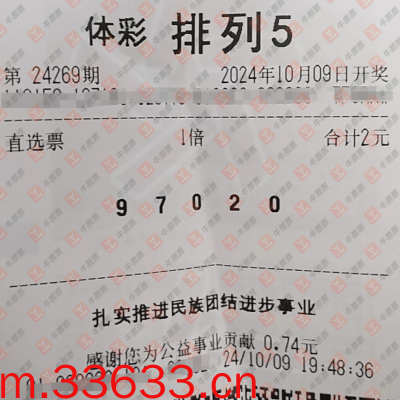 体彩 排列5
第 24269期 2024年10月09日开奖
直选票 1倍 合计2元
9 7 0 2 0
扎实推进民族团结进步事业
感谢您为公益事业贡献 0.74元
24/10/09 19:48:36
m.33633.cn